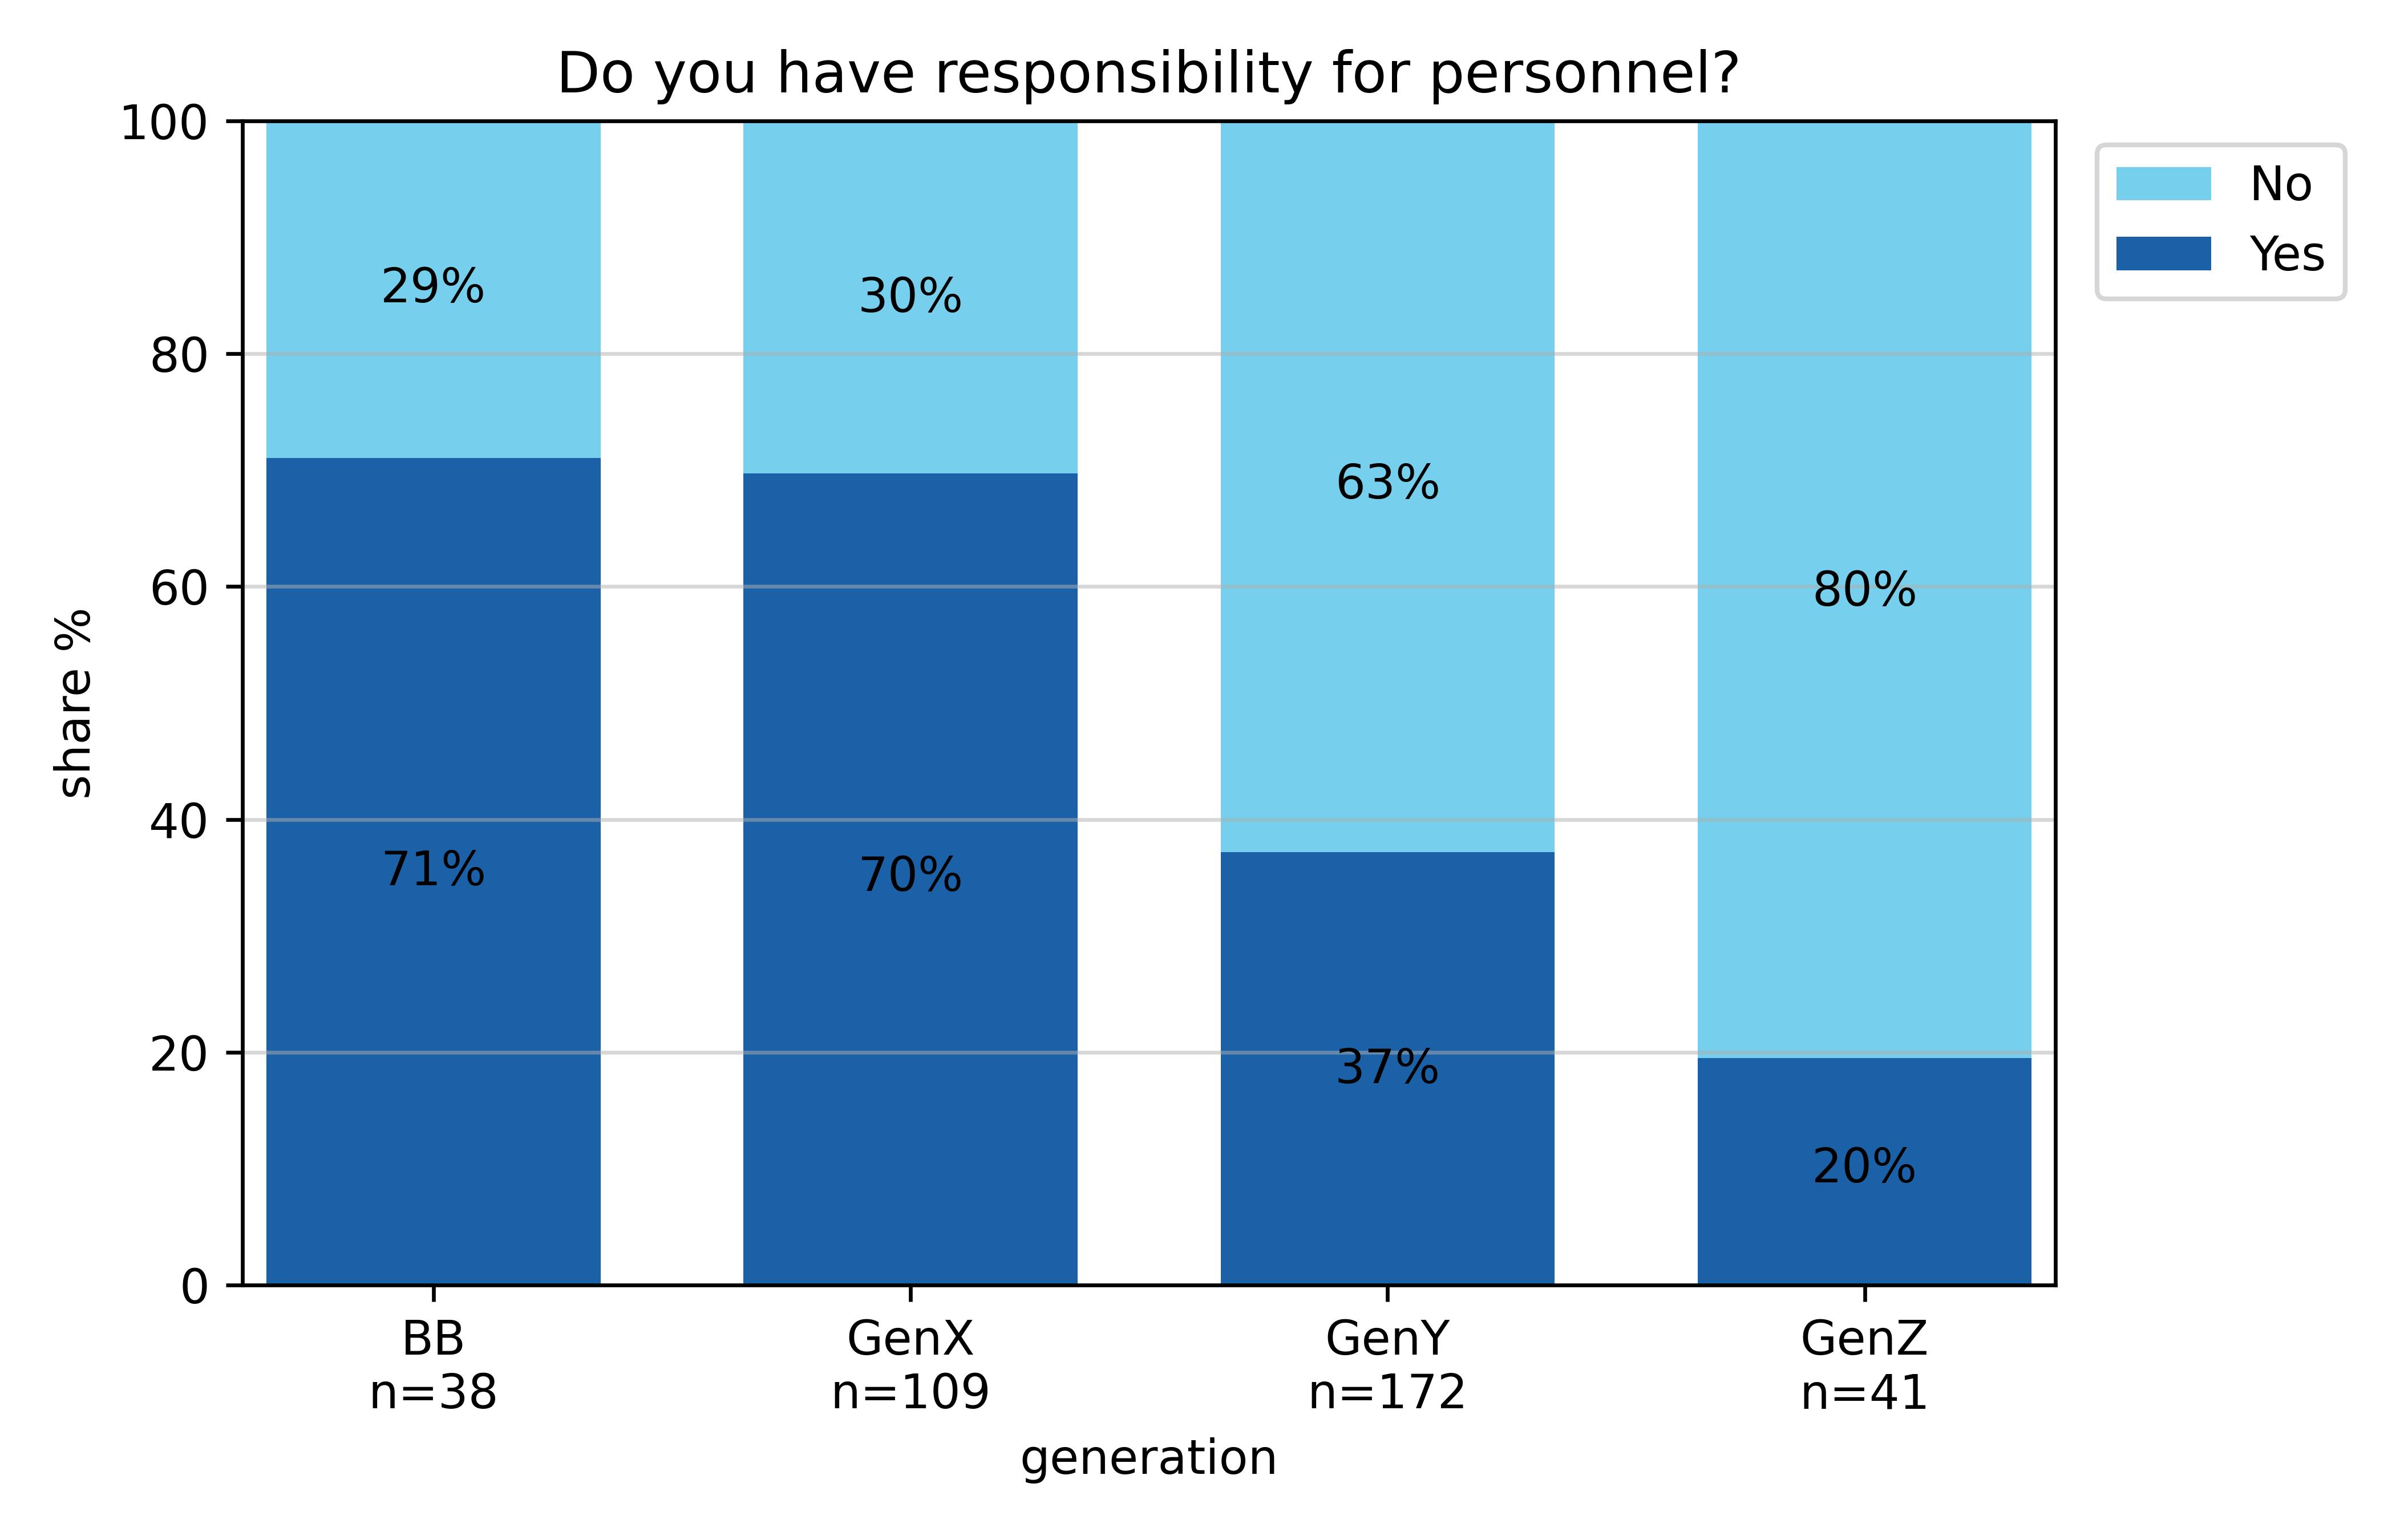 Do you have responsibility for personnel?
100
80
60
40
20
0
share %
29%
30%
63%
80%
71%
70%
37%
20%
No
Yes
BB
n=38
GenX
n=109
GenY
n=172
GenZ
n=41
generation